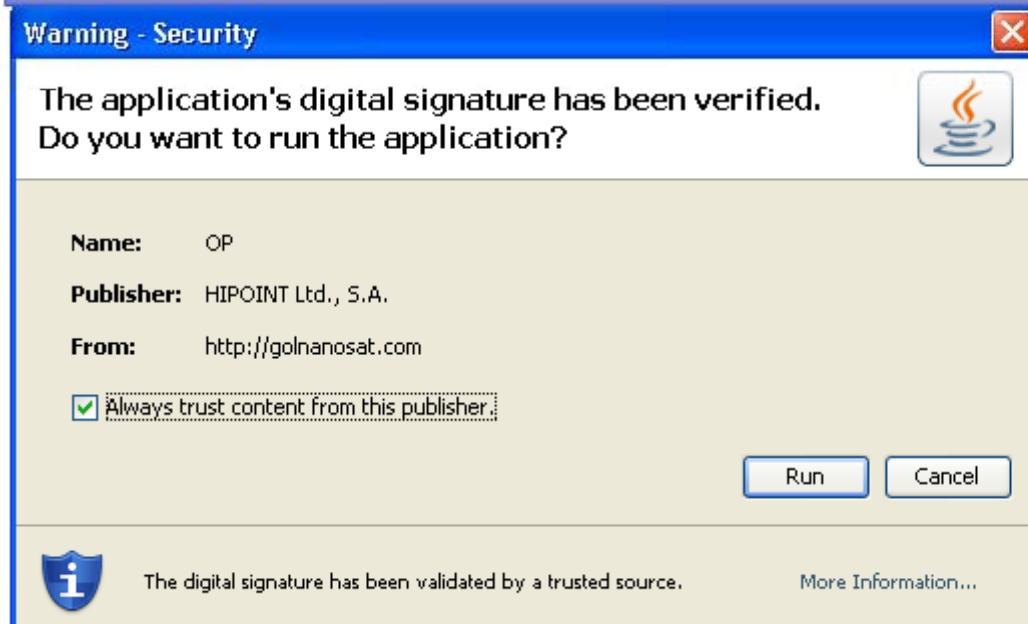 Warning - Security
The application's digital signature has been verified.
Do you want to run the application?
Name: OP
Publisher: HIPOINT Ltd., S.A.
From: http://golnanosat.com
Always trust content from this publisher.
Run Cancel
The digital signature has been validated by a trusted source. More Information...